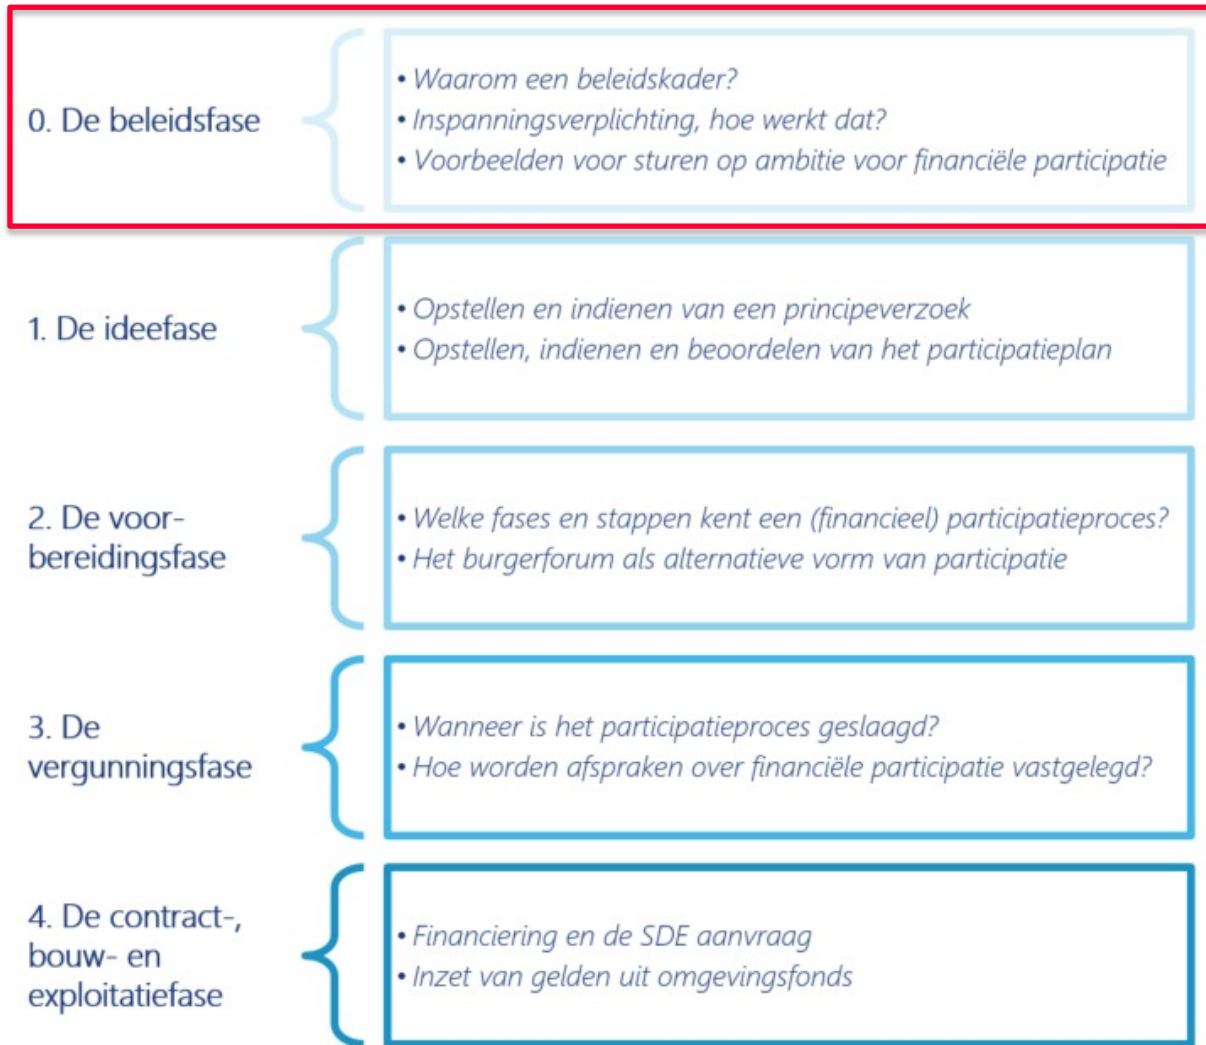 0. De beleidsfase
• Waarom een beleidskader?
• Inspanningsverplichting, hoe werkt dat?
• Voorbeelden voor sturen op ambitie voor financiële participatie
1. De ideefase
• Opstellen en indienen van een principeverzoek
• Opstellen, indienen en beoordelen van het participatieplan
2. De voor-
bereidingsfase
• Welke fases en stappen kent een (financieel) participatieproces?
• Het burgerforum als alternatieve vorm van participatie
3. De
vergunningsfase
• Wanneer is het participatieproces geslaagd?
• Hoe worden afspraken over financiële participatie vastgelegd?
4. De contract-,
bouw- en
exploitatiefase
• Financiering en de SDE aanvraag
• Inzet van gelden uit omgevingsfonds